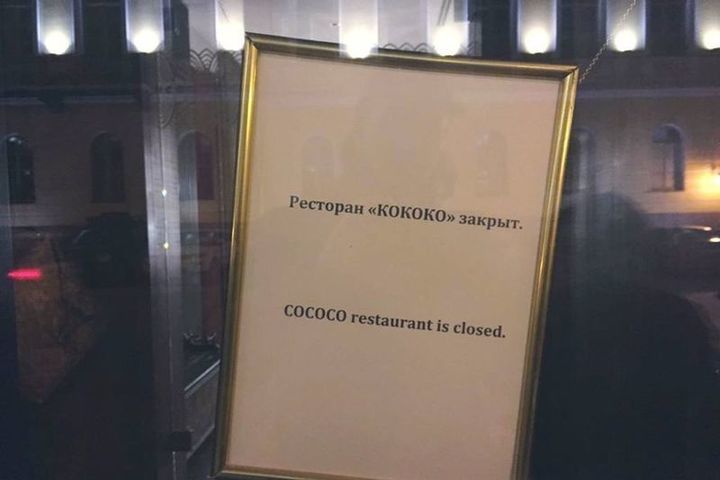 Ресторан «КОКОКО» закрыт.
COCOCO restaurant is closed.